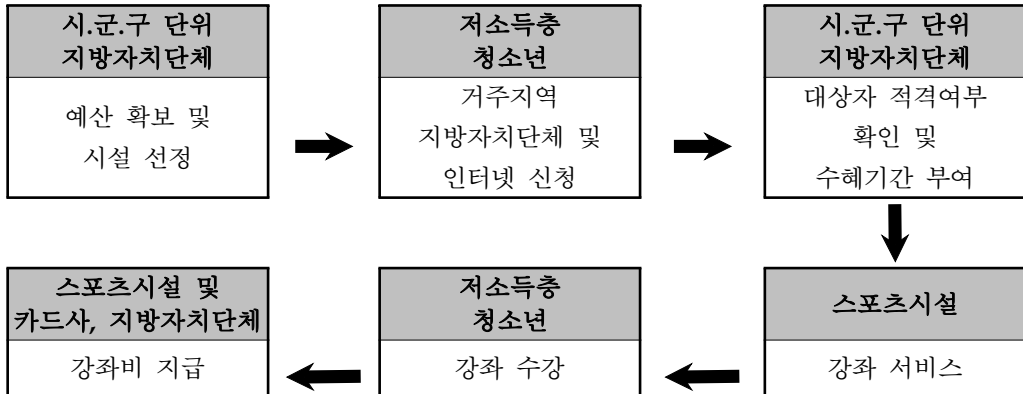 시.군.구 단위
지방자치단체
예산 확보 및
시설 선정
저소득층
청소년
거주지역
지방자치단체 및
인터넷 신청
시.군.구 단위
지방자치단체
대상자 적격여부
확인 및
수혜기간 부여
스포츠시설
강좌 서비스
저소득층
청소년
강좌 수강
스포츠시설 및
카드사, 지방자치단체
강좌비 지급